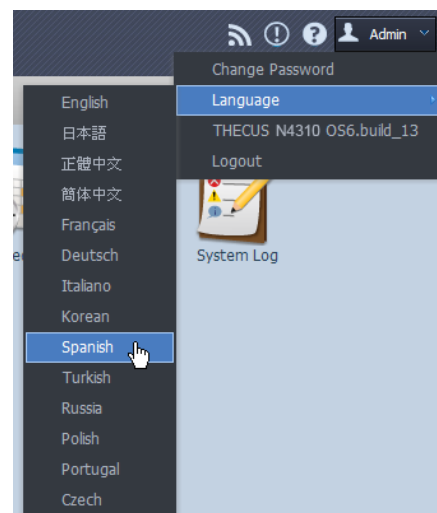 Admin
Change Password
Language
THECUS N4310 OS6.build_13
Logout
English
日本語
正體中文
简体中文
Français
Deutsch
Italiano
Korean
Spanish
Turkish
Russia
Polish
Portugal
Czech
System Log